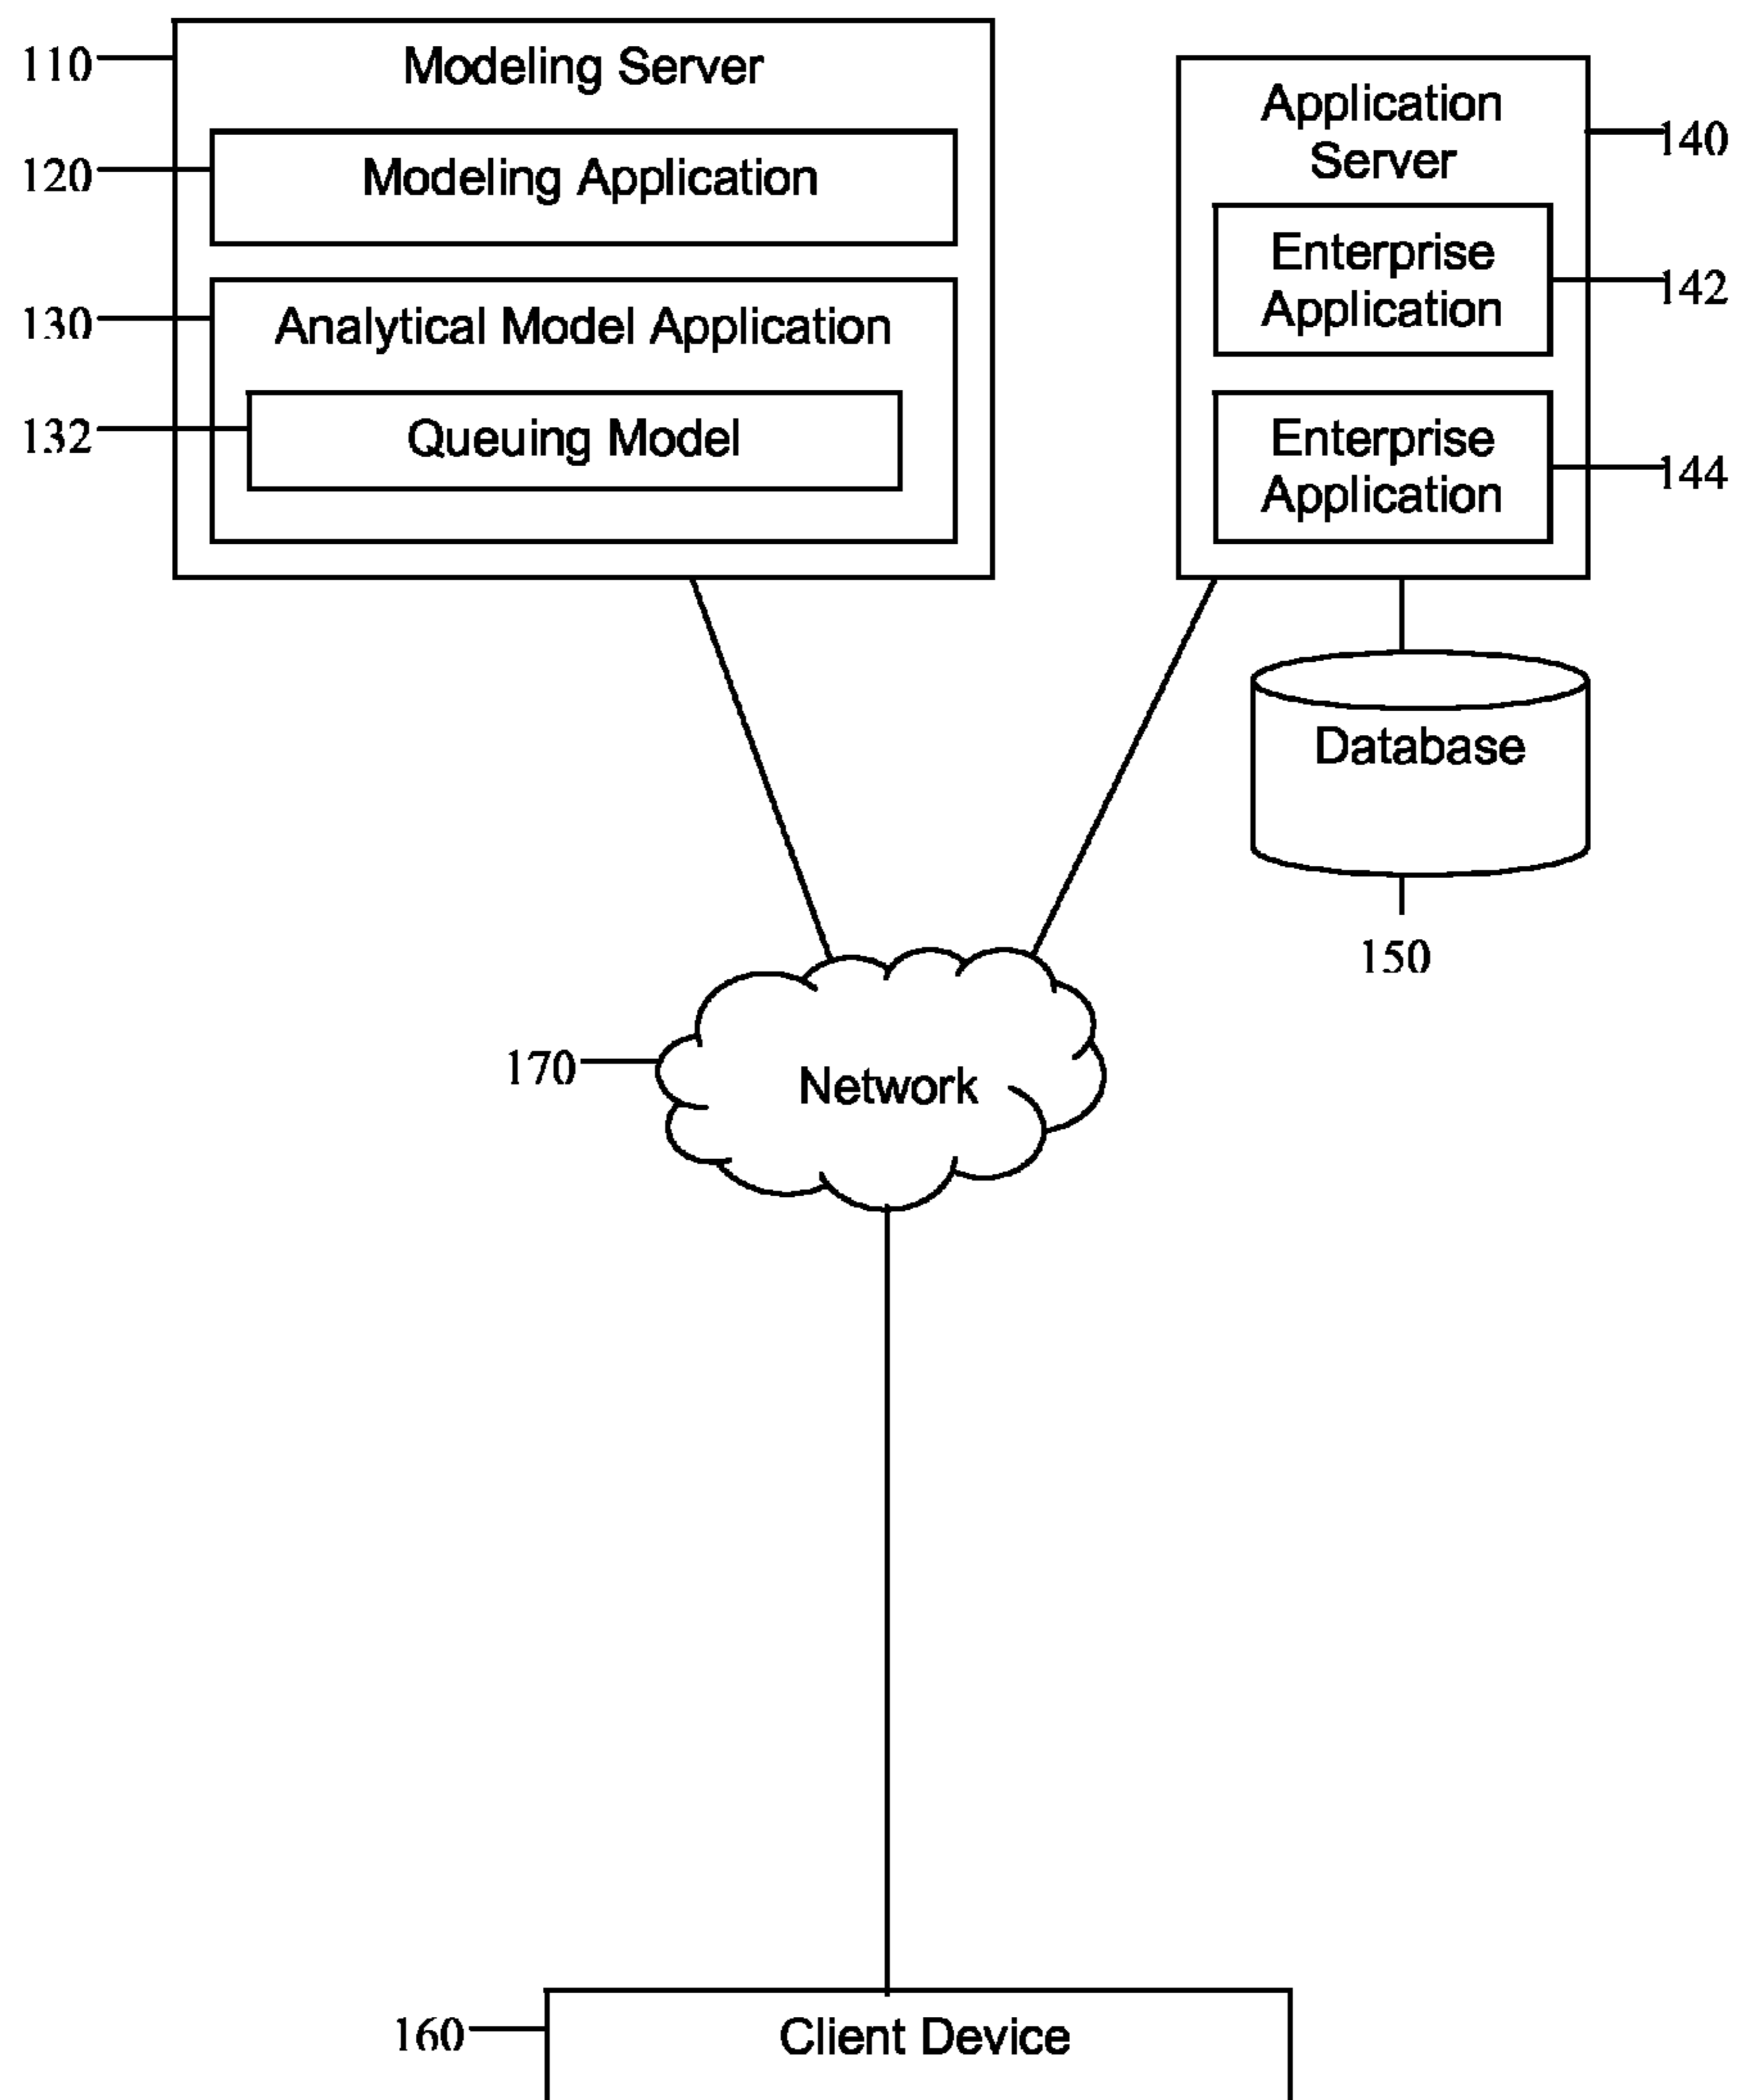 110
Modeling Server
120
Modeling Application
130
Analytical Model Application
132
Queuing Model
Application
Server
140
Enterprise
Application
142
Enterprise
Application
144
Database
150
170
Network
160
Client Device